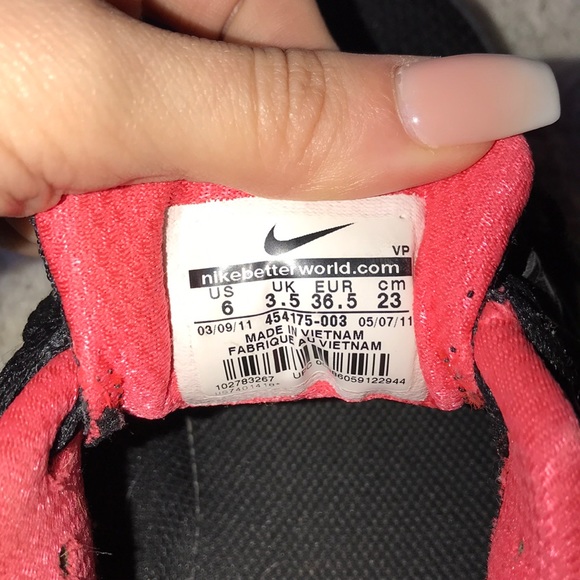 VP
nikebetterworld.com
US UK EUR cm
6 3.5 36.5 23
03/09/11 454175-003 05/07/11
MADE IN VIETNAM
FABRIQUE AU VIETNAM
102783267